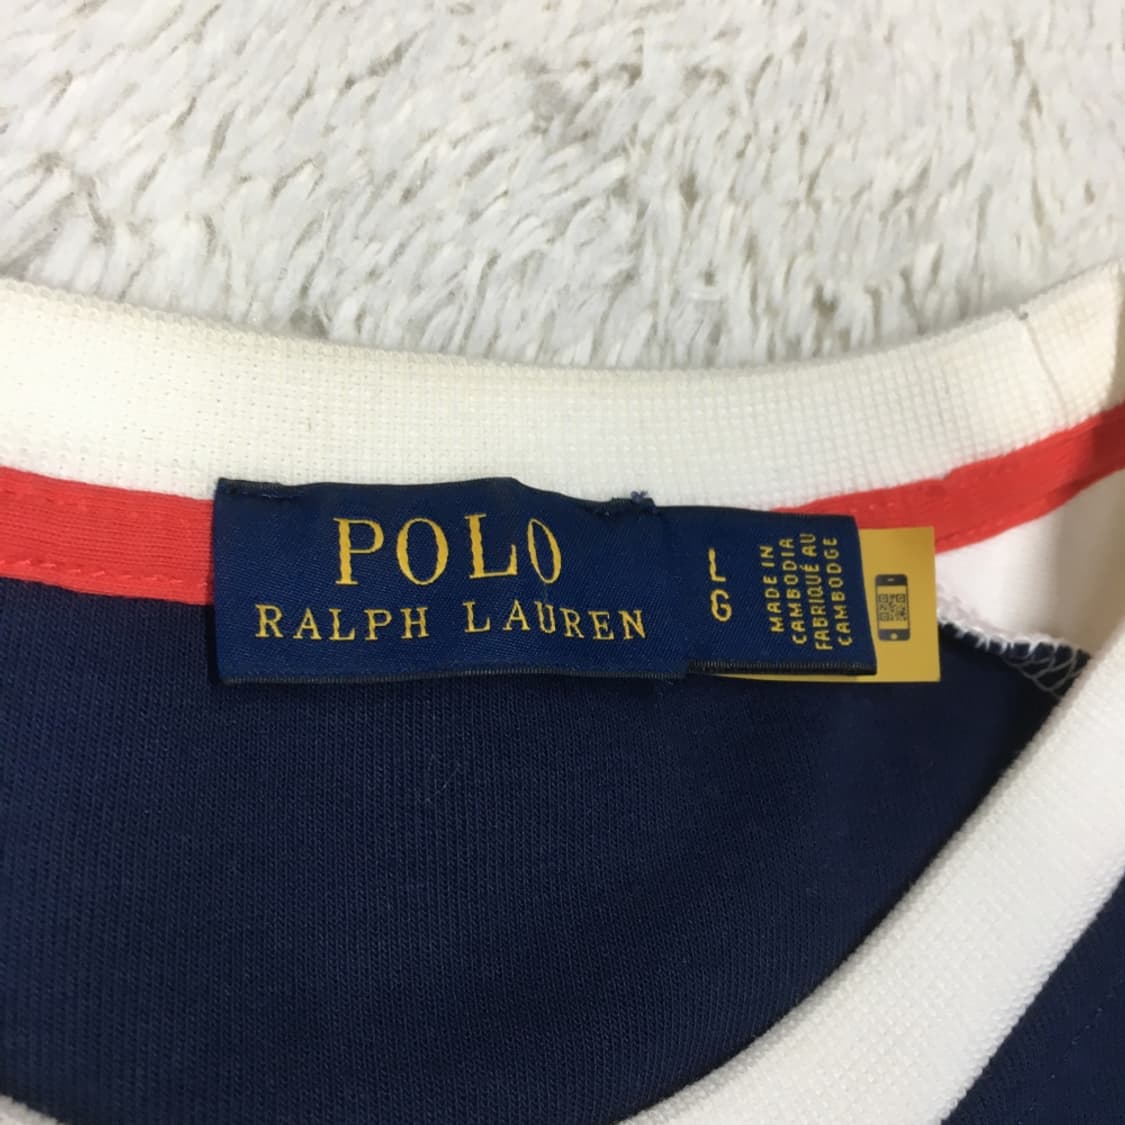 POLO
RALPH LAUREN
L
G
MADE IN
CAMBODIA
FABRIQUÉ AU
CAMBODGE